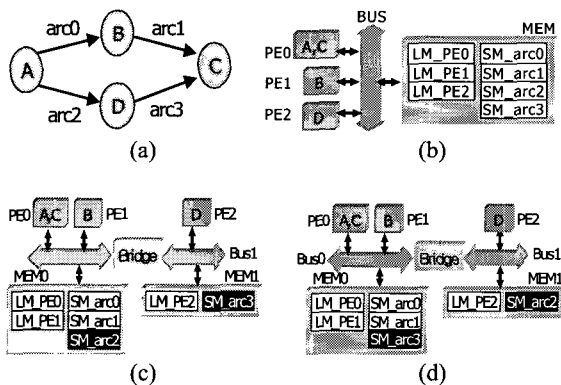 arc0 B arc1
A C
arc2 D arc3
(a)
BUS
MEM
PE0 A,C
PE1 B
PE2 D
LM_PE0 SM_arc0
LM_PE1 SM_arc1
LM_PE2 SM_arc2
SM_arc3
(b)
PE0 A,C B PE1 D PE2
Bridge Bus1
MEM0 MEM1
LM_PE0 SM_arc0 LM_PE2 SM_arc3
LM_PE1 SM_arc1
SM_arc2
(c)
PE0 A,C B PE1 D PE2
Bus0 Bridge Bus1
MEM0 MEM1
LM_PE0 SM_arc0 LM_PE2 SM_arc2
LM_PE1 SM_arc1
SM_arc3
(d)